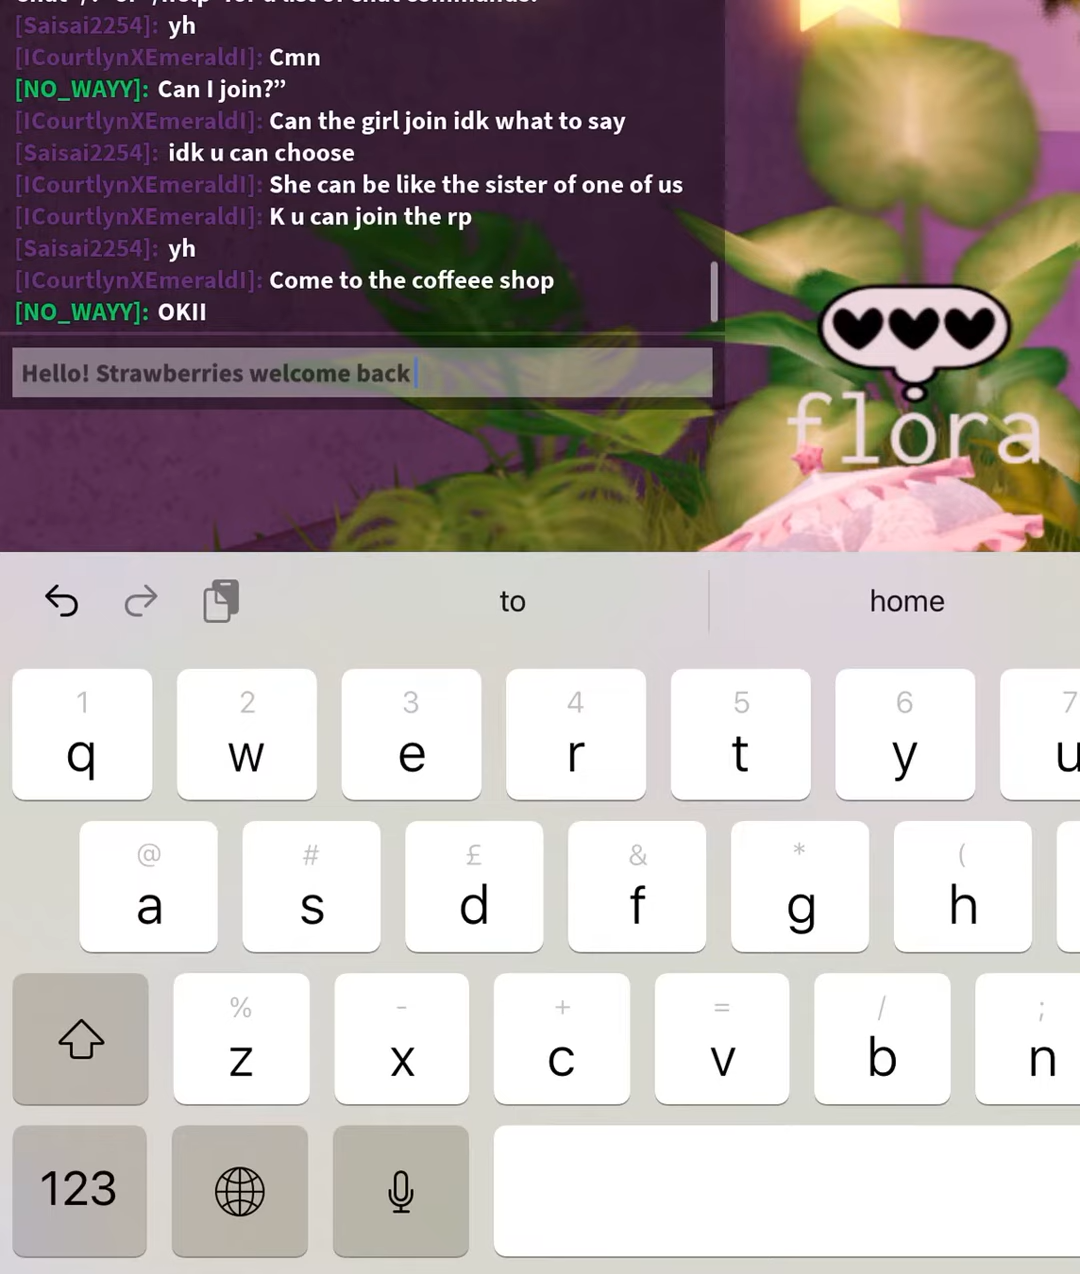 [Saisai2254]: yh
[ICourtlynXEmeraldI]: Cmn
[NO_WAYY]: Can I join?”
[ICourtlynXEmeraldI]: Can the girl join idk what to say
[Saisai2254]: idk u can choose
[ICourtlynXEmeraldI]: She can be like the sister of one of us
[ICourtlynXEmeraldI]: K u can join the rp
[Saisai2254]: yh
[ICourtlynXEmeraldI]: Come to the coffeee shop
[NO_WAYY]: OKII
Hello! Strawberries welcome back
flora
to home
1 2 3 4 5 6 7
q w e r t y u
@ # £ & * (
a s d f g h
% - + = / ;
z x c v b n
123